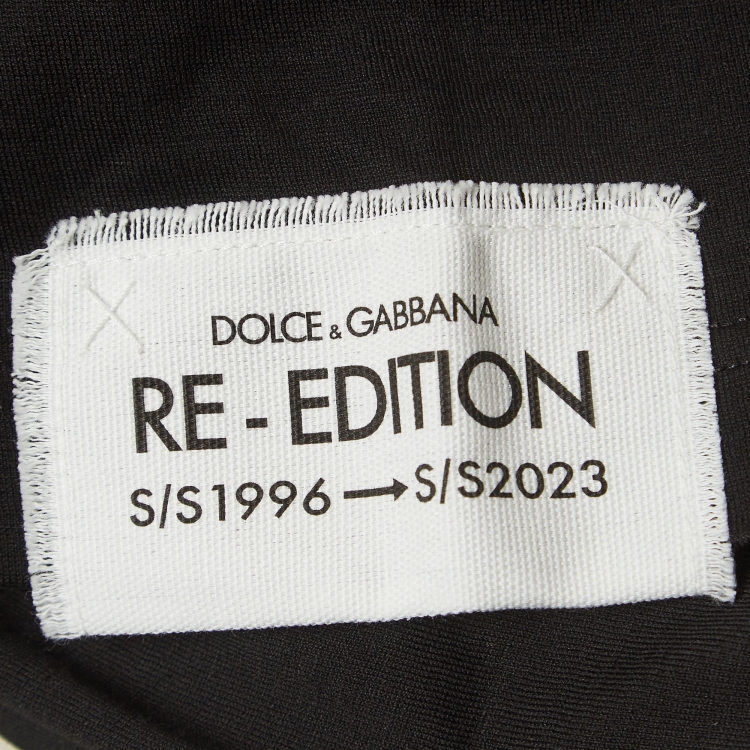 DOLCE & GABBANA
RE - EDITION
S/S1996 → S/S2023